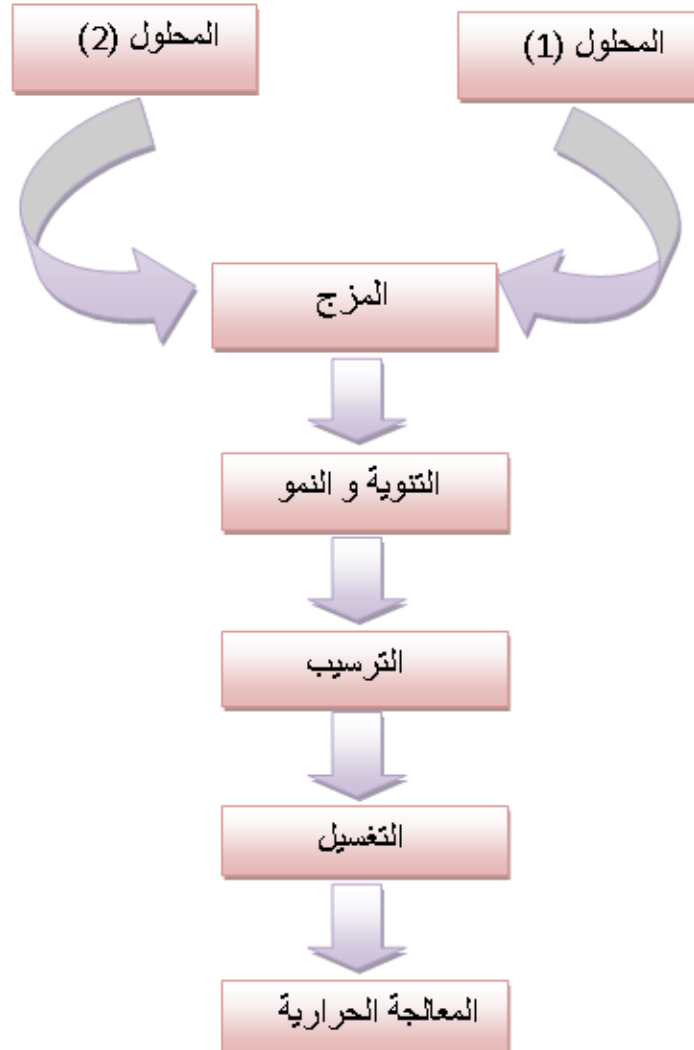 المحلول (1)
المحلول (2)
المزج
التنوية و النمو
الترسيب
التغسيل
المعالجة الحرارية